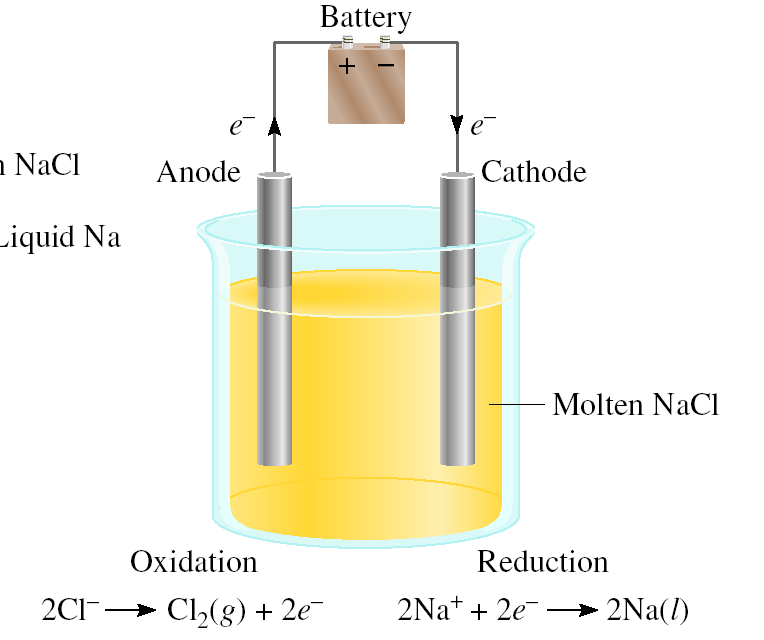 Battery
+ −
e⁻ e⁻
NaCl
Anode Cathode
Liquid Na
Molten NaCl
Oxidation Reduction
2Cl⁻ ⟶ Cl₂(g) + 2e⁻ 2Na⁺ + 2e⁻ ⟶ 2Na(l)